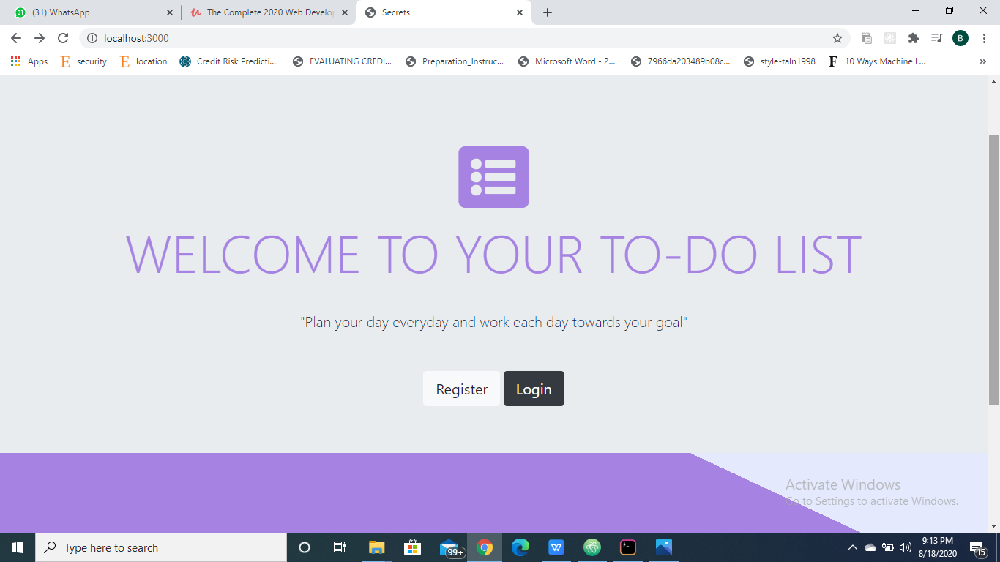 (31) WhatsApp
The Complete 2020 Web Develop
Secrets
localhost:3000
B
Apps
security
location
Credit Risk Predicti...
EVALUATING CREDI...
Preparation_Instruc...
Microsoft Word - 2...
7966da203489b08c...
style-taln1998
10 Ways Machine L...
WELCOME TO YOUR TO-DO LIST
"Plan your day everyday and work each day towards your goal"
Register
Login
Activate Windows
Go to Settings to activate Windows.
Type here to search
99+
9:13 PM
8/18/2020
15